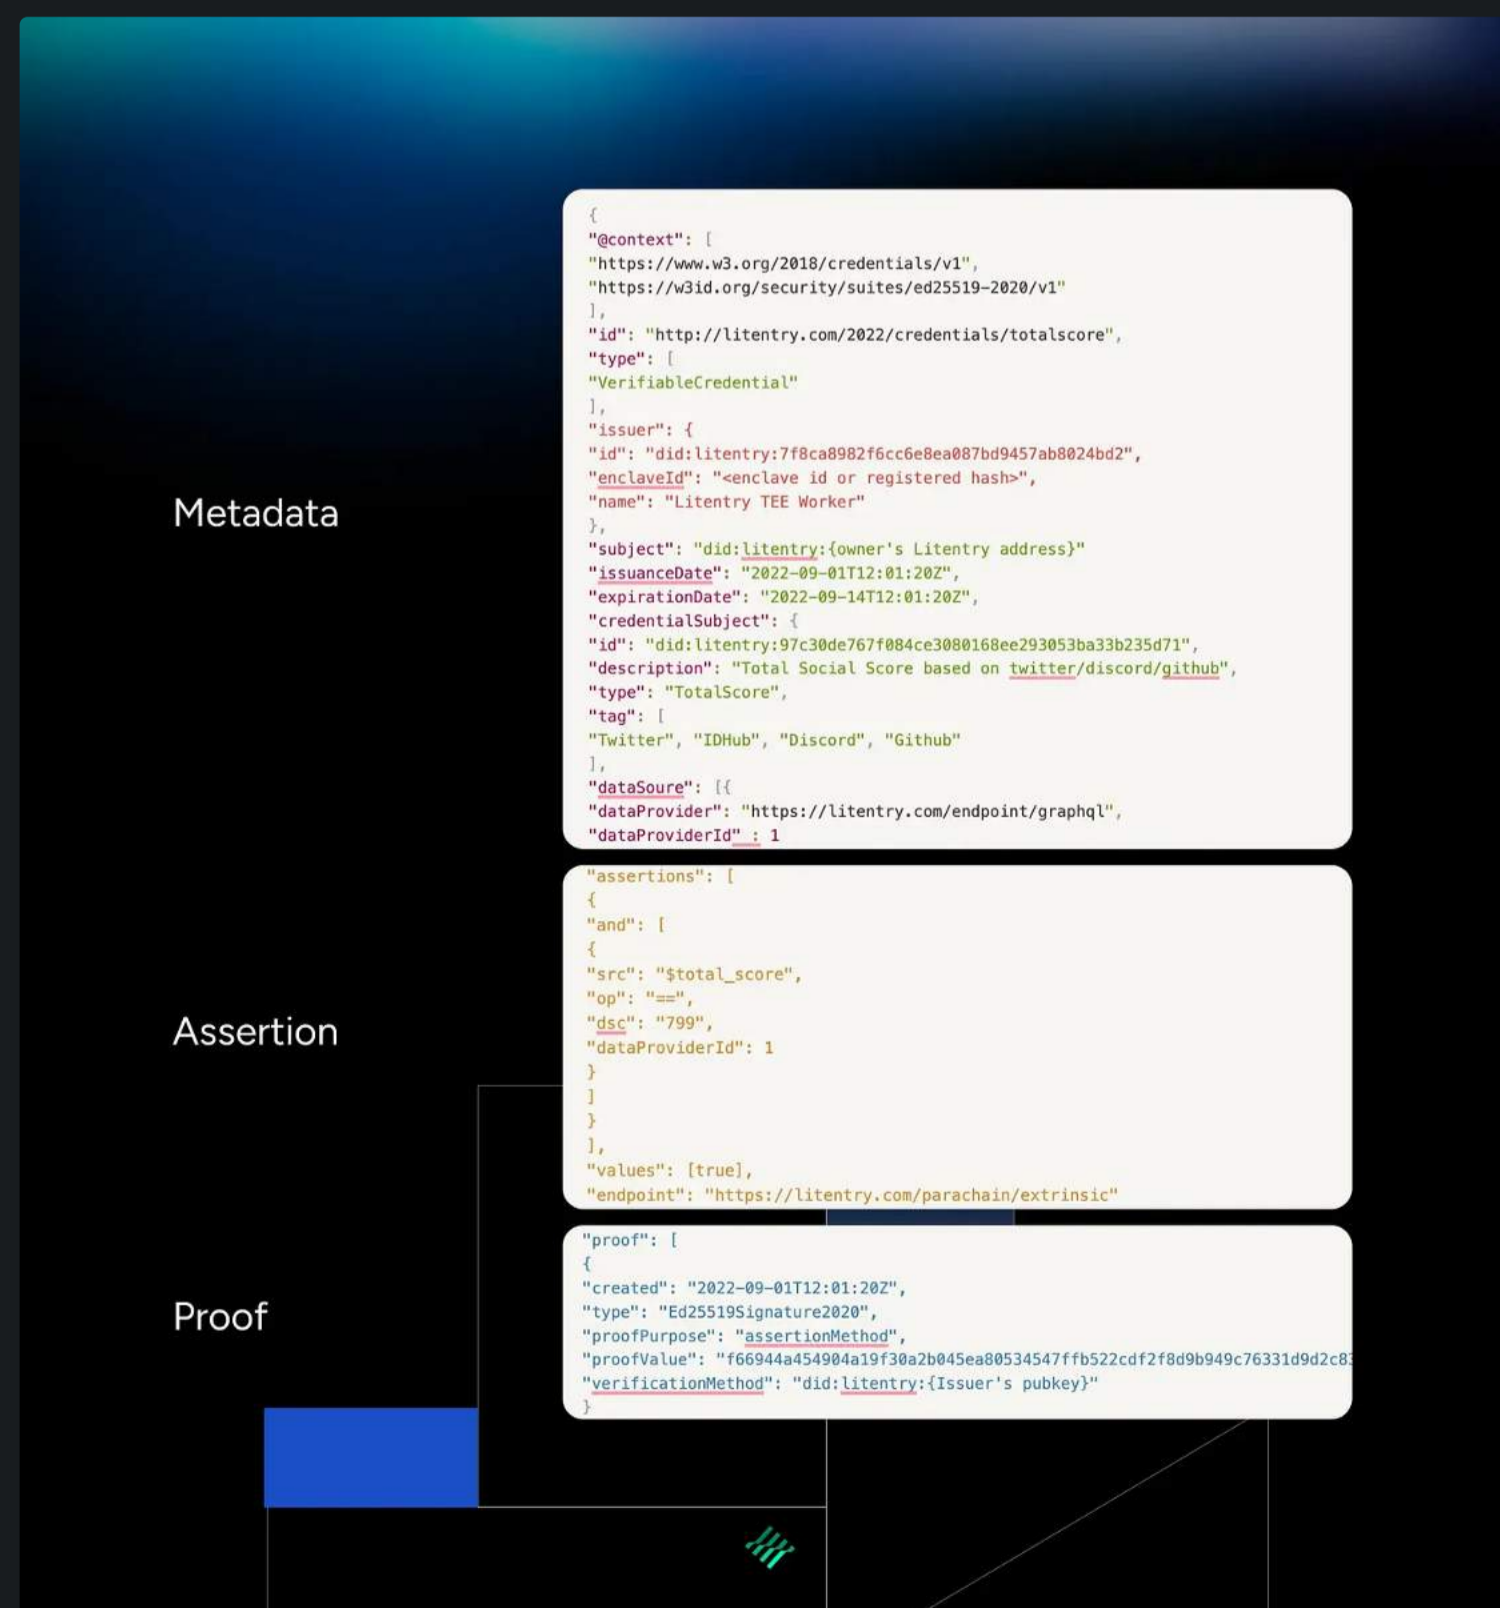 {
"@context": [
"https://www.w3.org/2018/credentials/v1",
"https://w3id.org/security/suites/ed25519-2020/v1"
],
"id": "http://litentry.com/2022/credentials/totalscore",
"type": [
"VerifiableCredential"
],
"issuer": {
"id": "did:litentry:7f8ca8982f6cc6e8ea087bd9457ab8024bd2",
"enclaveId": "<enclave id or registered hash>",
"name": "Litentry TEE Worker"
},
"subject": "did:litentry:{owner's Litentry address}"
"issuanceDate": "2022-09-01T12:01:20Z",
"expirationDate": "2022-09-14T12:01:20Z",
"credentialSubject": {
"id": "did:litentry:97c30de767f084ce3080168ee293053ba33b235d71",
"description": "Total Social Score based on twitter/discord/github",
"type": "TotalScore",
"tag": [
"Twitter", "IDHub", "Discord", "Github"
],
"dataSoure": [{
"dataProvider": "https://litentry.com/endpoint/graphql",
"dataProviderId" : 1
Metadata
"assertions": [
{
"and": [
{
"src": "$total_score",
"op": "==",
"dsc": "799",
"dataProviderId": 1
}
]
}
],
"values": [true],
"endpoint": "https://litentry.com/parachain/extrinsic"
Assertion
"proof": [
{
"created": "2022-09-01T12:01:20Z",
"type": "Ed25519Signature2020",
"proofPurpose": "assertionMethod",
"proofValue": "f66944a454904a19f30a2b045ea80534547ffb522cdf2f8d9b949c76331d9d2c83
"verificationMethod": "did:litentry:{Issuer's pubkey}"
}
Proof